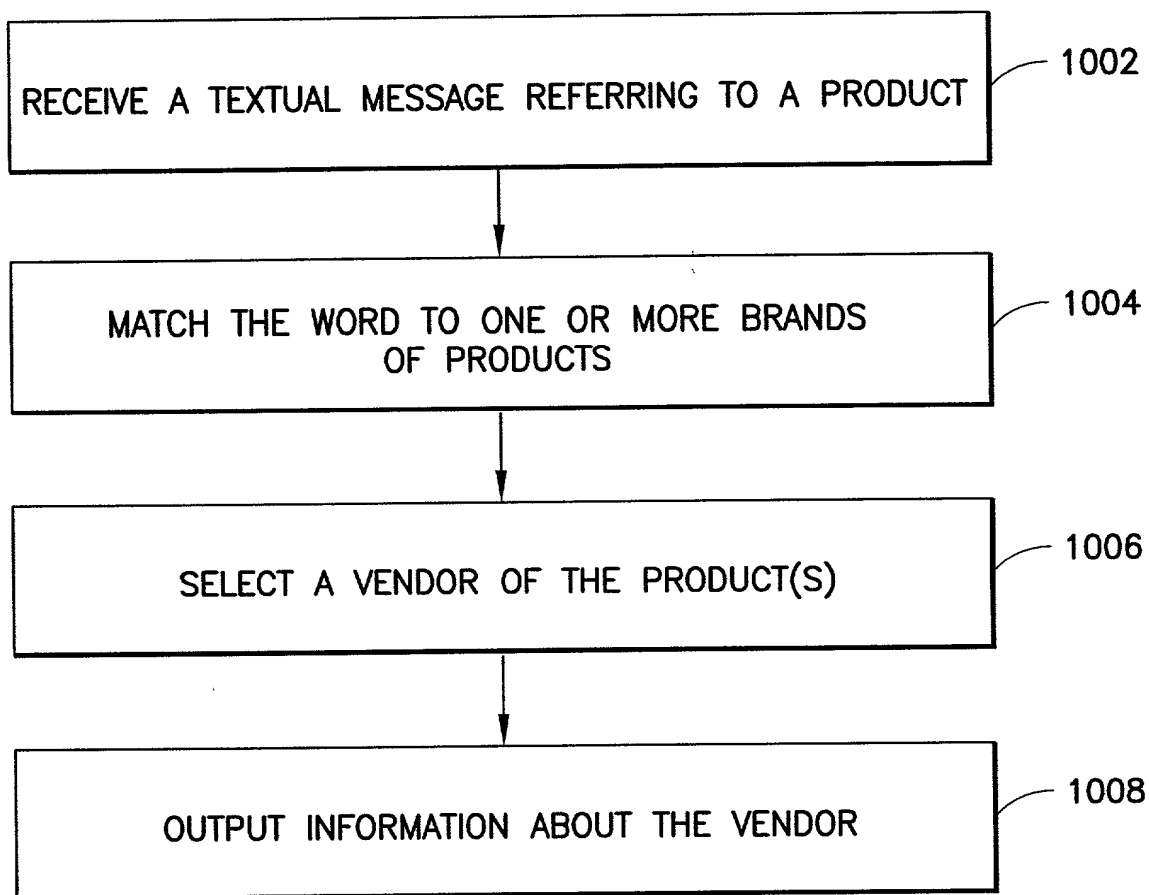 RECEIVE A TEXTUAL MESSAGE REFERRING TO A PRODUCT
1002
MATCH THE WORD TO ONE OR MORE BRANDS
OF PRODUCTS
1004
SELECT A VENDOR OF THE PRODUCT(S)
1006
OUTPUT INFORMATION ABOUT THE VENDOR
1008